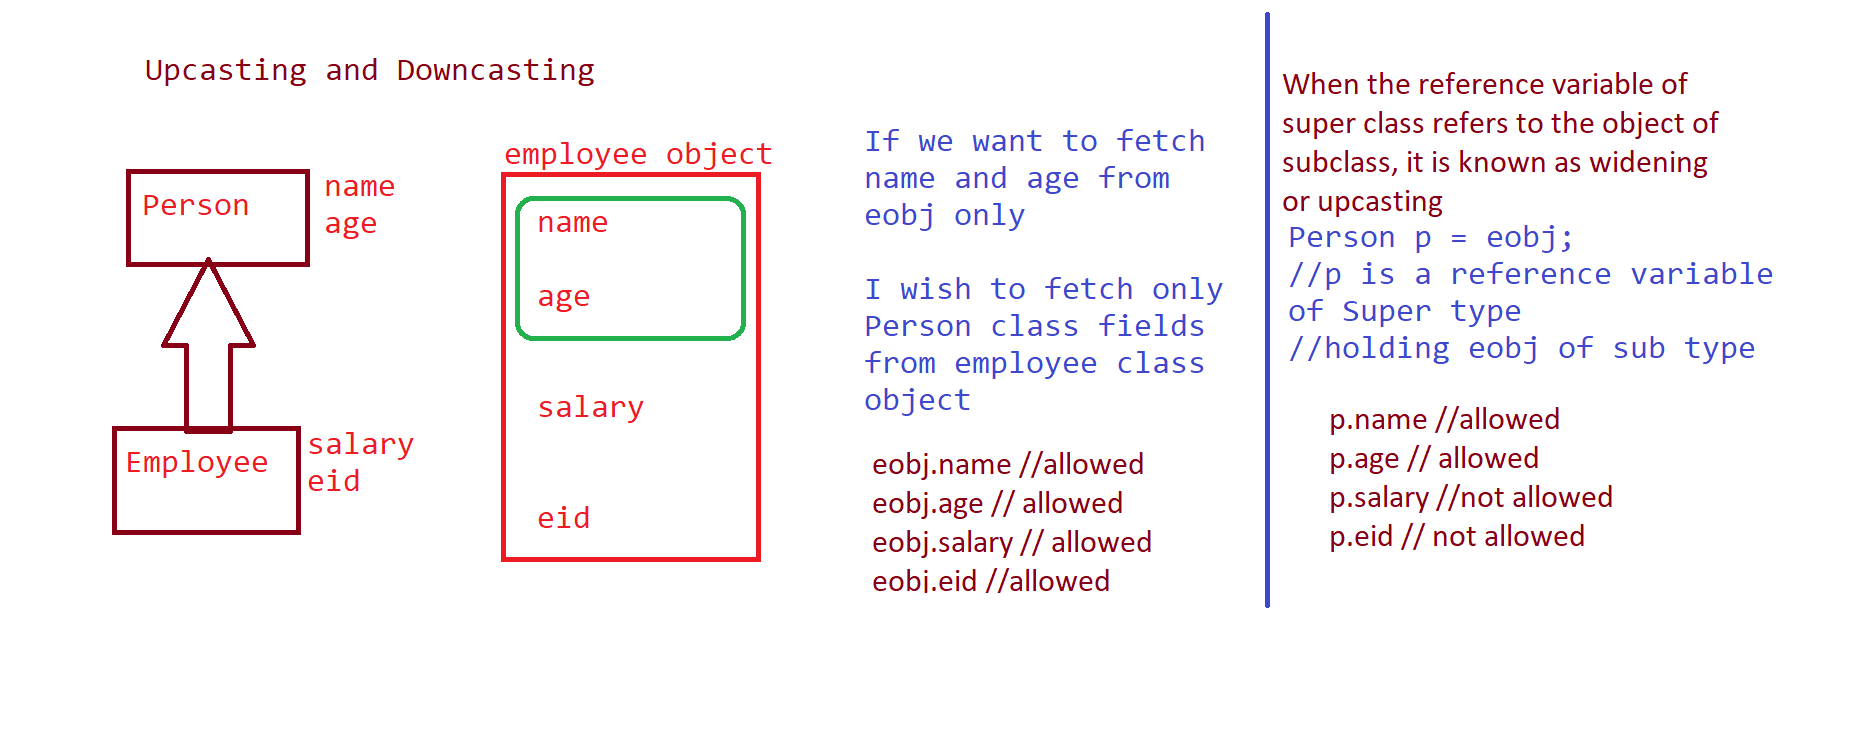 Upcasting and Downcasting
Person
name
age
Employee
salary
eid
employee object
name
age
salary
eid
If we want to fetch
name and age from
eobj only
I wish to fetch only
Person class fields
from employee class
object
eobj.name //allowed
eobj.age // allowed
eobj.salary // allowed
eobj.eid //allowed
When the reference variable of
super class refers to the object of
subclass, it is known as widening
or upcasting
Person p = eobj;
//p is a reference variable
of Super type
//holding eobj of sub type
p.name //allowed
p.age // allowed
p.salary //not allowed
p.eid // not allowed